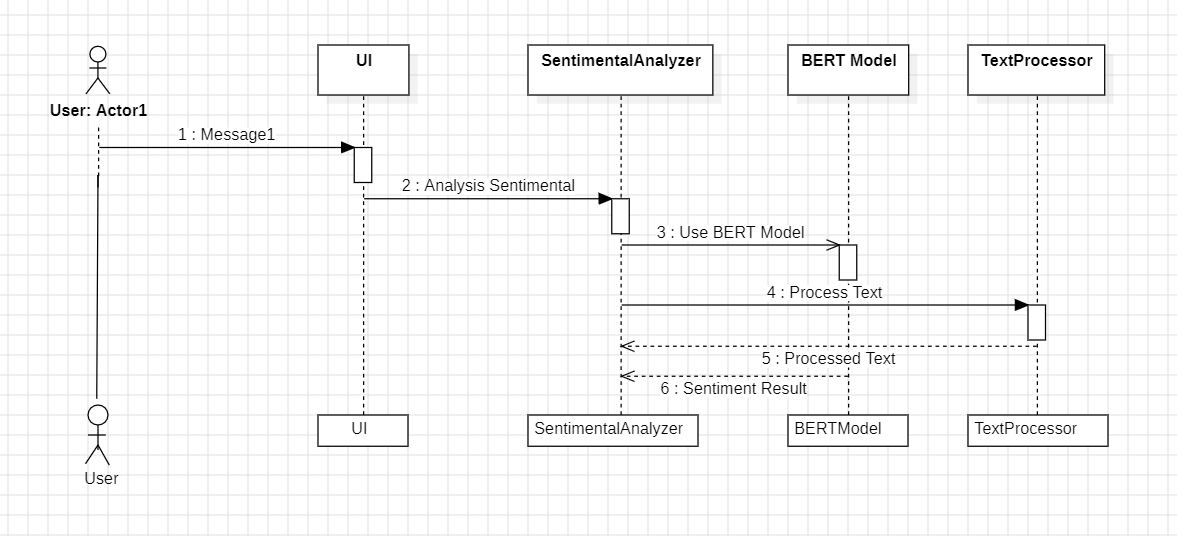 UI
SentimentalAnalyzer
BERT Model
TextProcessor
User: Actor1
1 : Message1
2 : Analysis Sentimental
3 : Use BERT Model
4 : Process Text
5 : Processed Text
6 : Sentiment Result
UI
SentimentalAnalyzer
BERTModel
TextProcessor
User